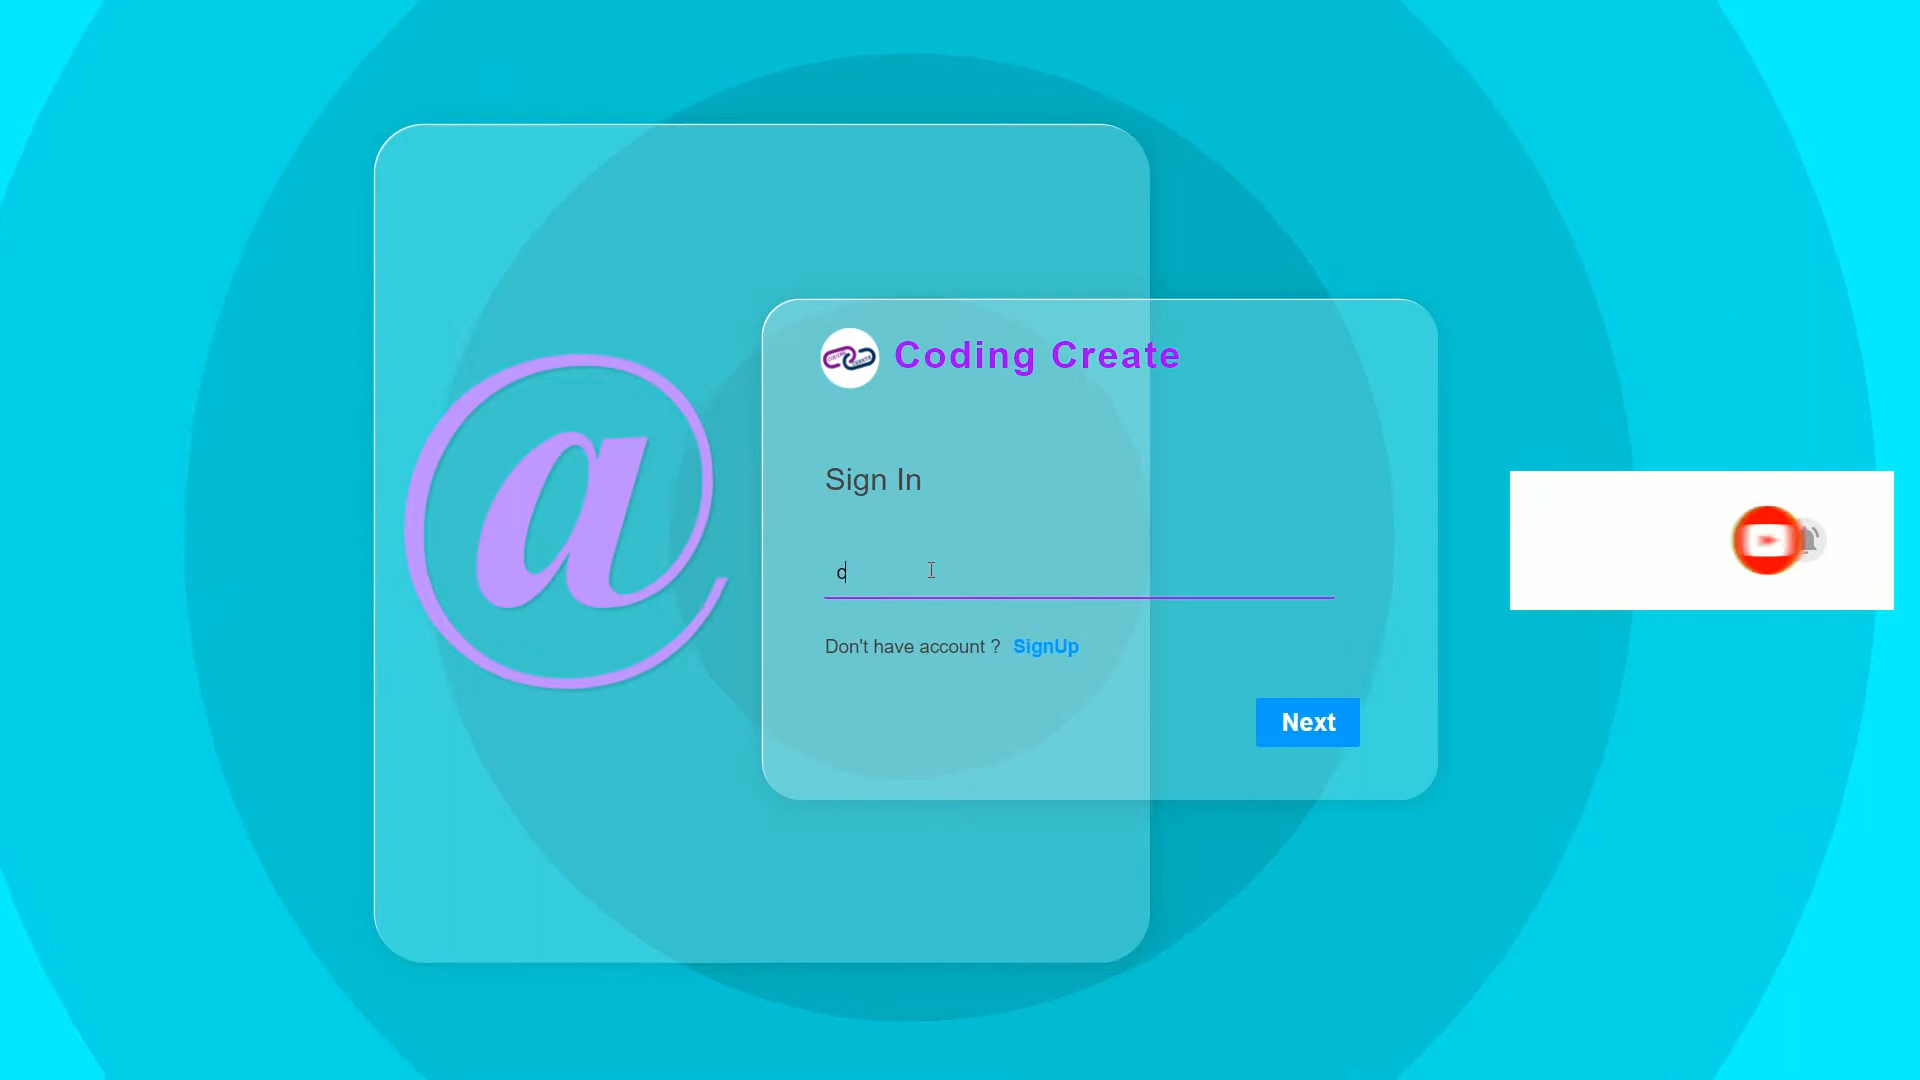 @
Coding Create
Sign In
c
Don't have account ? SignUp
Next